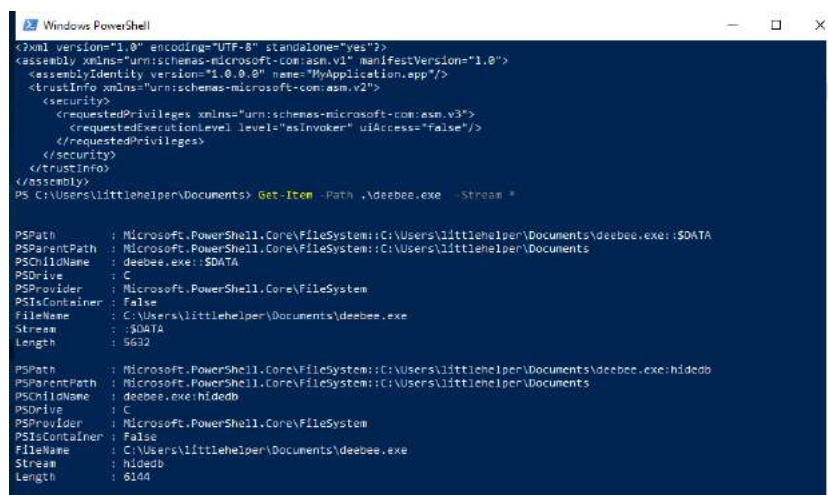 Windows PowerShell
<?xml version="1.0" encoding="UTF-8" standalone="yes"?>
<assembly xmlns="urn:schemas-microsoft-com:asm.v1" manifestVersion="1.0">
<assemblyIdentity version="1.0.0.0" name="MyApplication.app"/>
<trustInfo xmlns="urn:schemas-microsoft-com:asm.v2">
<security>
<requestedPrivileges xmlns="urn:schemas-microsoft-com:asm.v3">
<requestedExecutionLevel level="asInvoker" uiAccess="false"/>
</requestedPrivileges>
</security>
</trustInfo>
</assembly>
PS C:\Users\littlehelper\Documents> Get-Item -Path .\deebee.exe -Stream *
PSPath : Microsoft.PowerShell.Core\FileSystem::C:\Users\littlehelper\Documents\deebee.exe::$DATA
PSParentPath : Microsoft.PowerShell.Core\FileSystem::C:\Users\littlehelper\Documents
PSChildName : deebee.exe::$DATA
PSDrive : C
PSProvider : Microsoft.PowerShell.Core\FileSystem
PSIsContainer : False
FileName : C:\Users\littlehelper\Documents\deebee.exe
Stream : :$DATA
Length : 5632
PSPath : Microsoft.PowerShell.Core\FileSystem::C:\Users\littlehelper\Documents\deebee.exe:hidedb
PSParentPath : Microsoft.PowerShell.Core\FileSystem::C:\Users\littlehelper\Documents
PSChildName : deebee.exe:hidedb
PSDrive : C
PSProvider : Microsoft.PowerShell.Core\FileSystem
PSIsContainer : False
FileName : C:\Users\littlehelper\Documents\deebee.exe
Stream : hidedb
Length : 6144